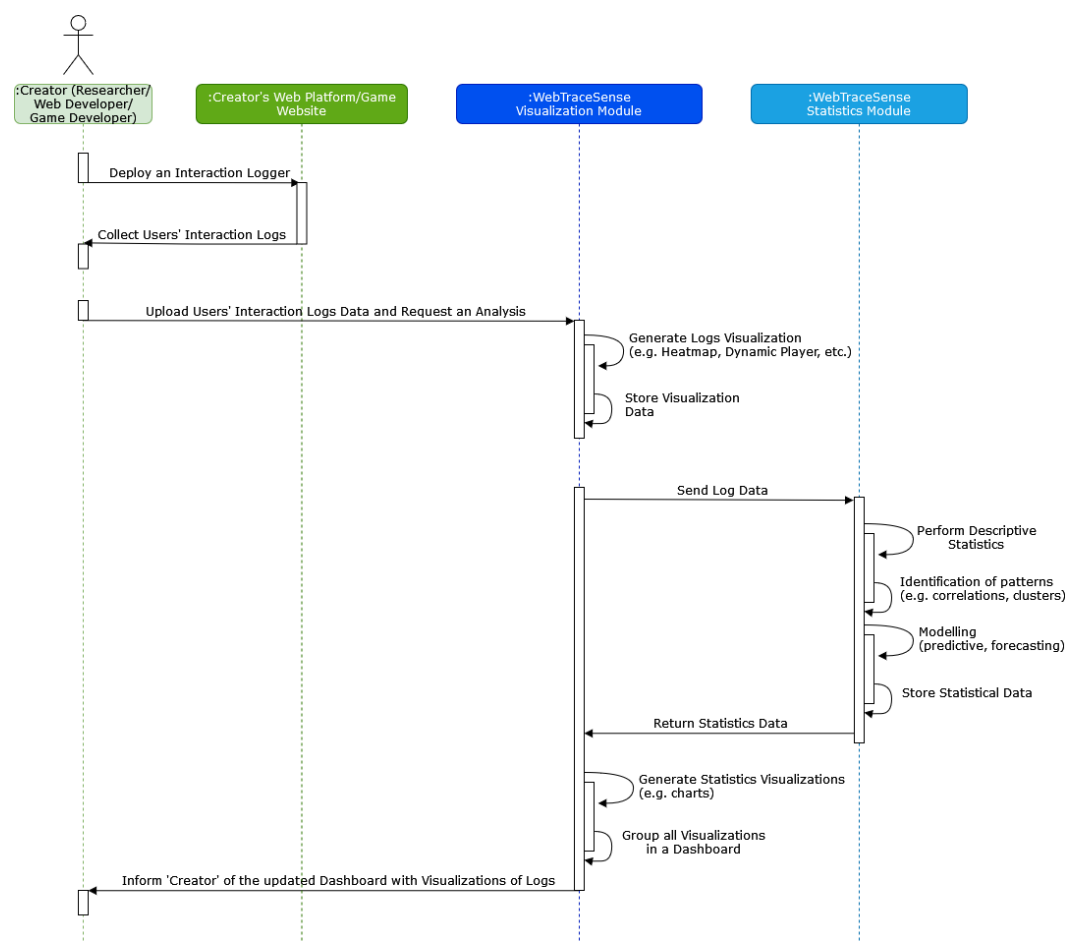 :Creator (Researcher/
Web Developer/
Game Developer)
:Creator's Web Platform/Game
Website
:WebTraceSense
Visualization Module
:WebTraceSense
Statistics Module
Deploy an Interaction Logger
Collect Users' Interaction Logs
Upload Users' Interaction Logs Data and Request an Analysis
Generate Logs Visualization
(e.g. Heatmap, Dynamic Player, etc.)
Store Visualization
Data
Send Log Data
Perform Descriptive
Statistics
Identification of patterns
(e.g. correlations, clusters)
Modelling
(predictive, forecasting)
Store Statistical Data
Return Statistics Data
Generate Statistics Visualizations
(e.g. charts)
Group all Visualizations
in a Dashboard
Inform 'Creator' of the updated Dashboard with Visualizations of Logs